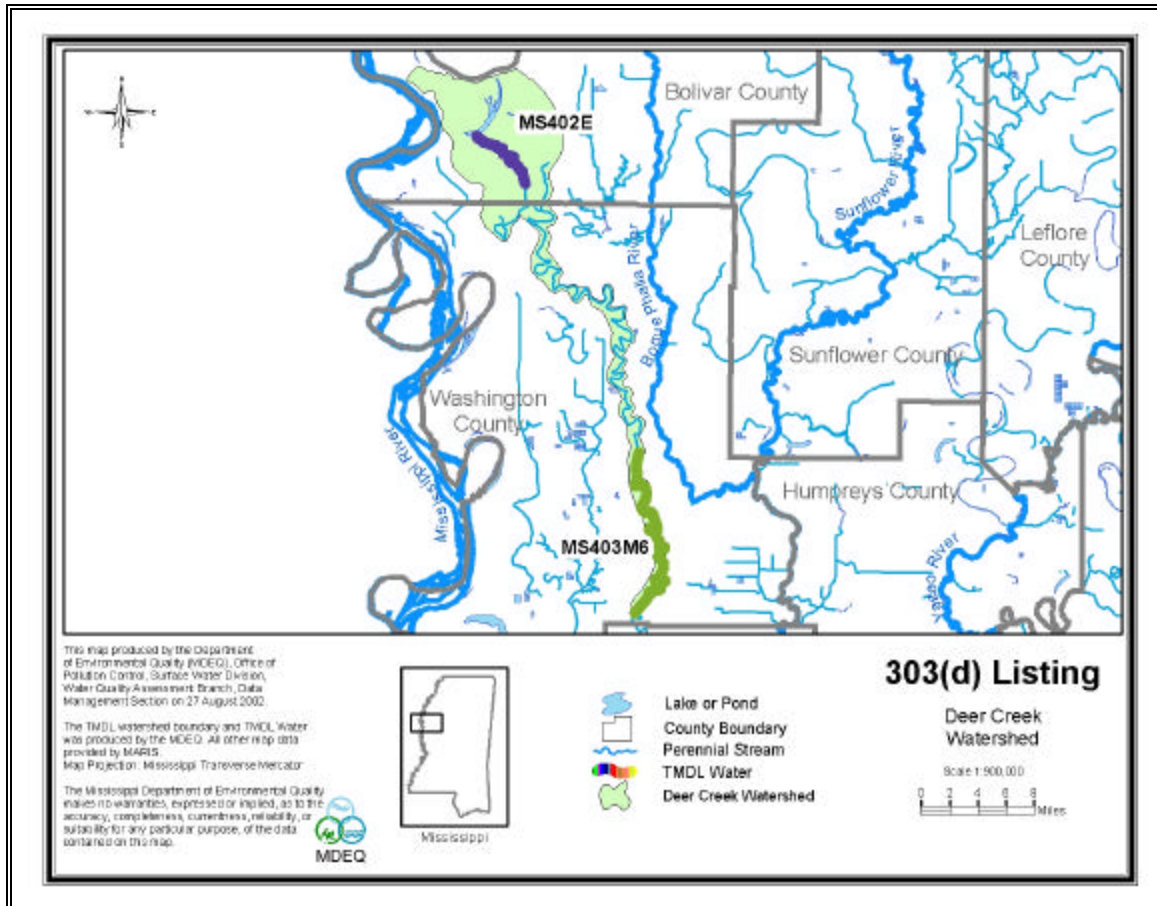 Bolivar County
MS402E
Sunflower River
Leflore
County
Bogue Phalia River
Sunflower County
Washington
County
Mississippi River
Humpreys County
MS403M6
Yazoo River
This map produced by the Department
of Environmental Quality (MDEQ), Office of
Pollution Control, Surface Water Division,
Water Quality Assessment Branch, Data
Management Section on 27 August 2002.
The TMDL watershed boundary and TMDL Water
was produced by the MDEQ. All other map data
provided by MARIS.
Map Projection: Mississippi Transverse Mercator
The Mississippi Department of Environmental Quality
makes no warranties, expressed or implied, as to the
accuracy, completeness, currentness, reliability, or
suitability for any particular purpose, of the data
contained on this map.
MDEQ
Mississippi
Lake or Pond
County Boundary
Perennial Stream
TMDL Water
Deer Creek Watershed
303(d) Listing
Deer Creek
Watershed
Scale 1:900,000
0 2 4 6 8
Miles